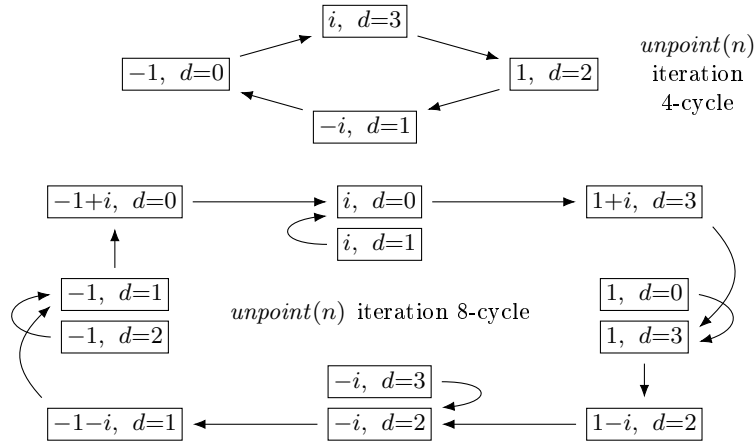 i, d=3
unpoint(n)
iteration
4-cycle
−1, d=0
1, d=2
−i, d=1
−1+i, d=0
i, d=0
1+i, d=3
i, d=1
−1, d=1
1, d=0
unpoint(n) iteration 8-cycle
−1, d=2
1, d=3
−i, d=3
−1−i, d=1
−i, d=2
1−i, d=2